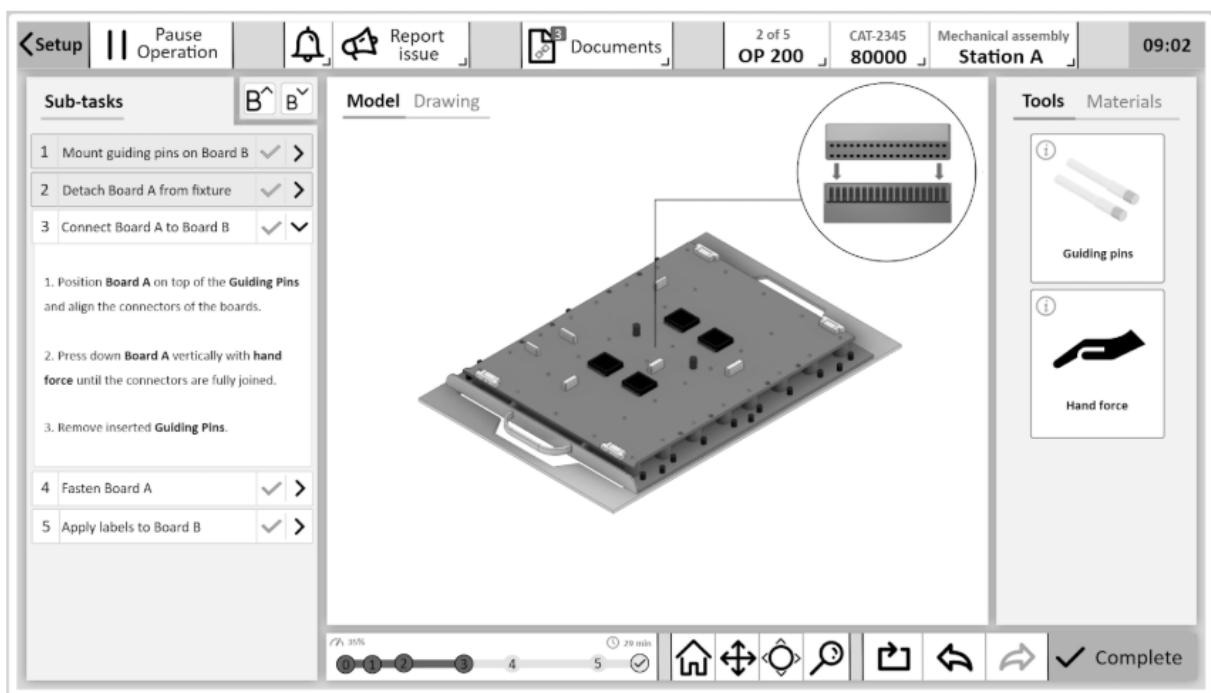 Setup
Pause
Operation
Report
issue
3
Documents
2 of 5
OP 200
CAT-2345
80000
Mechanical assembly
Station A
09:02
Sub-tasks
B
B
Model Drawing
Tools Materials
1 Mount guiding pins on Board B
2 Detach Board A from fixture
3 Connect Board A to Board B
1. Position Board A on top of the Guiding Pins
and align the connectors of the boards.
2. Press down Board A vertically with hand
force until the connectors are fully joined.
3. Remove inserted Guiding Pins.
4 Fasten Board A
5 Apply labels to Board B
Guiding pins
Hand force
35%
29 min
0 1 2 3 4 5
Complete